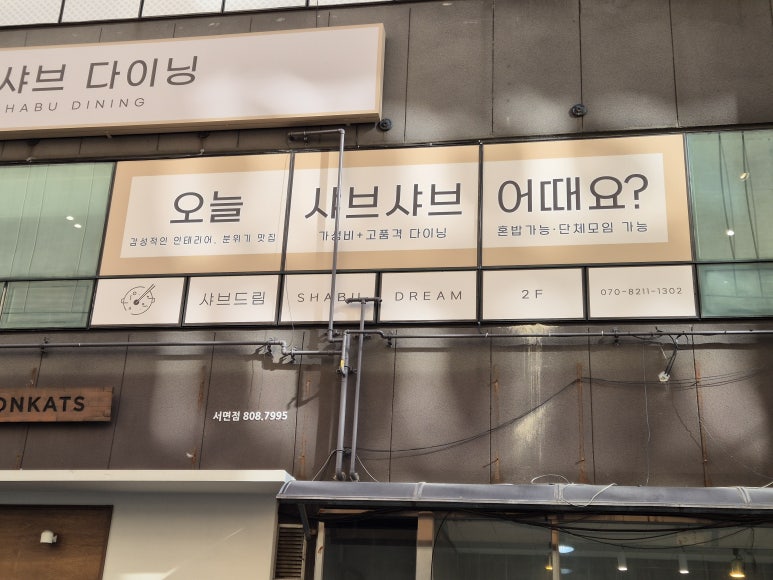 샤브 다이닝
HABU DINING
오늘 샤브샤브 어때요?
감성적인 인테리어, 분위기 맛집
가성비+고품격 다이닝
혼밥가능·단체모임 가능
샤브드림 SHABU DREAM 2F 070-8211-1302
ONKATS
서면점 808.7995